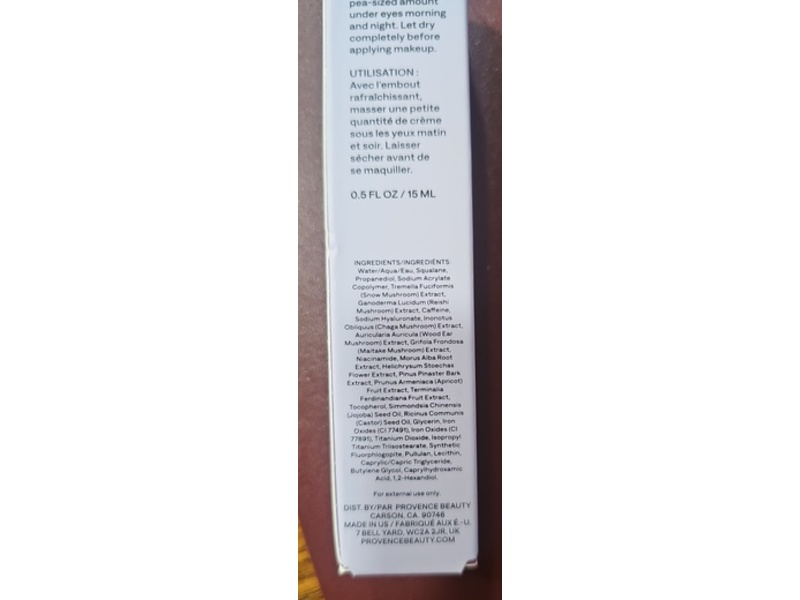 pea-sized amount
under eyes morning
and night. Let dry
completely before
applying makeup.
UTILISATION :
Avec l'embout
rafraîchissant,
masser une petite
quantité de crème
sous les yeux matin
et soir. Laisser
sécher avant de
se maquiller.
0.5 FL OZ / 15 ML
INGREDIENTS/INGRÉDIENTS:
Water/Aqua/Eau, Squalane,
Propanediol, Sodium Acrylate
Copolymer, Tremella Fuciformis
(Snow Mushroom) Extract,
Ganoderma Lucidum (Reishi
Mushroom) Extract, Caffeine,
Sodium Hyaluronate, Inonotus
Obliquus (Chaga Mushroom) Extract,
Auricularia Auricula (Wood Ear
Mushroom) Extract, Grifola Frondosa
(Maitake Mushroom) Extract,
Niacinamide, Morus Alba Root
Extract, Helichrysum Stoechas
Flower Extract, Pinus Pinaster Bark
Extract, Prunus Armeniaca (Apricot)
Fruit Extract, Terminalia
Ferdinandiana Fruit Extract,
Tocopherol, Simmondsia Chinensis
(Jojoba) Seed Oil, Ricinus Communis
(Castor) Seed Oil, Glycerin, Iron
Oxides (CI 77491), Iron Oxides (CI
77891), Titanium Dioxide, Isopropyl
Titanium Triisostearate, Synthetic
Fluorphlogopite, Pullulan, Lecithin,
Caprylic/Capric Triglyceride,
Butylene Glycol, Caprylhydroxamic
Acid, 1,2-Hexandiol.
For external use only.
DIST. BY/PAR PROVENCE BEAUTY
CARSON, CA. 90746
MADE IN US / FABRIQUÉ AUX É.-U.
7 BELL YARD, WC2A 2JR. UK
PROVENCEBEAUTY.COM